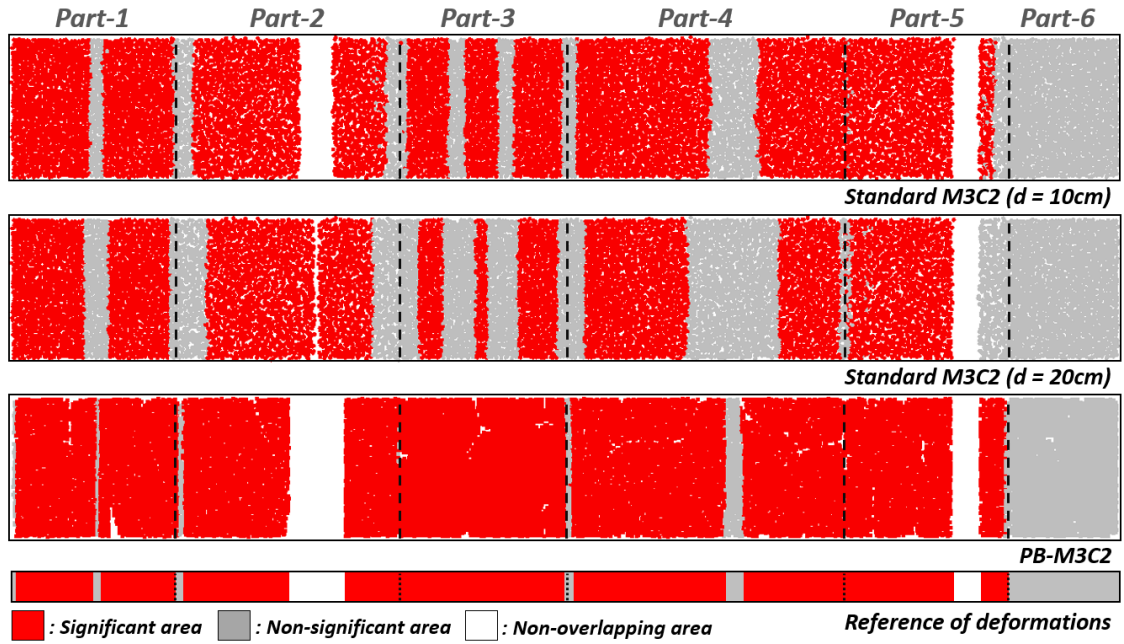 Part-1 Part-2 Part-3 Part-4 Part-5 Part-6
Standard M3C2 (d = 10cm)
Standard M3C2 (d = 20cm)
PB-M3C2
: Significant area : Non-significant area : Non-overlapping area Reference of deformations